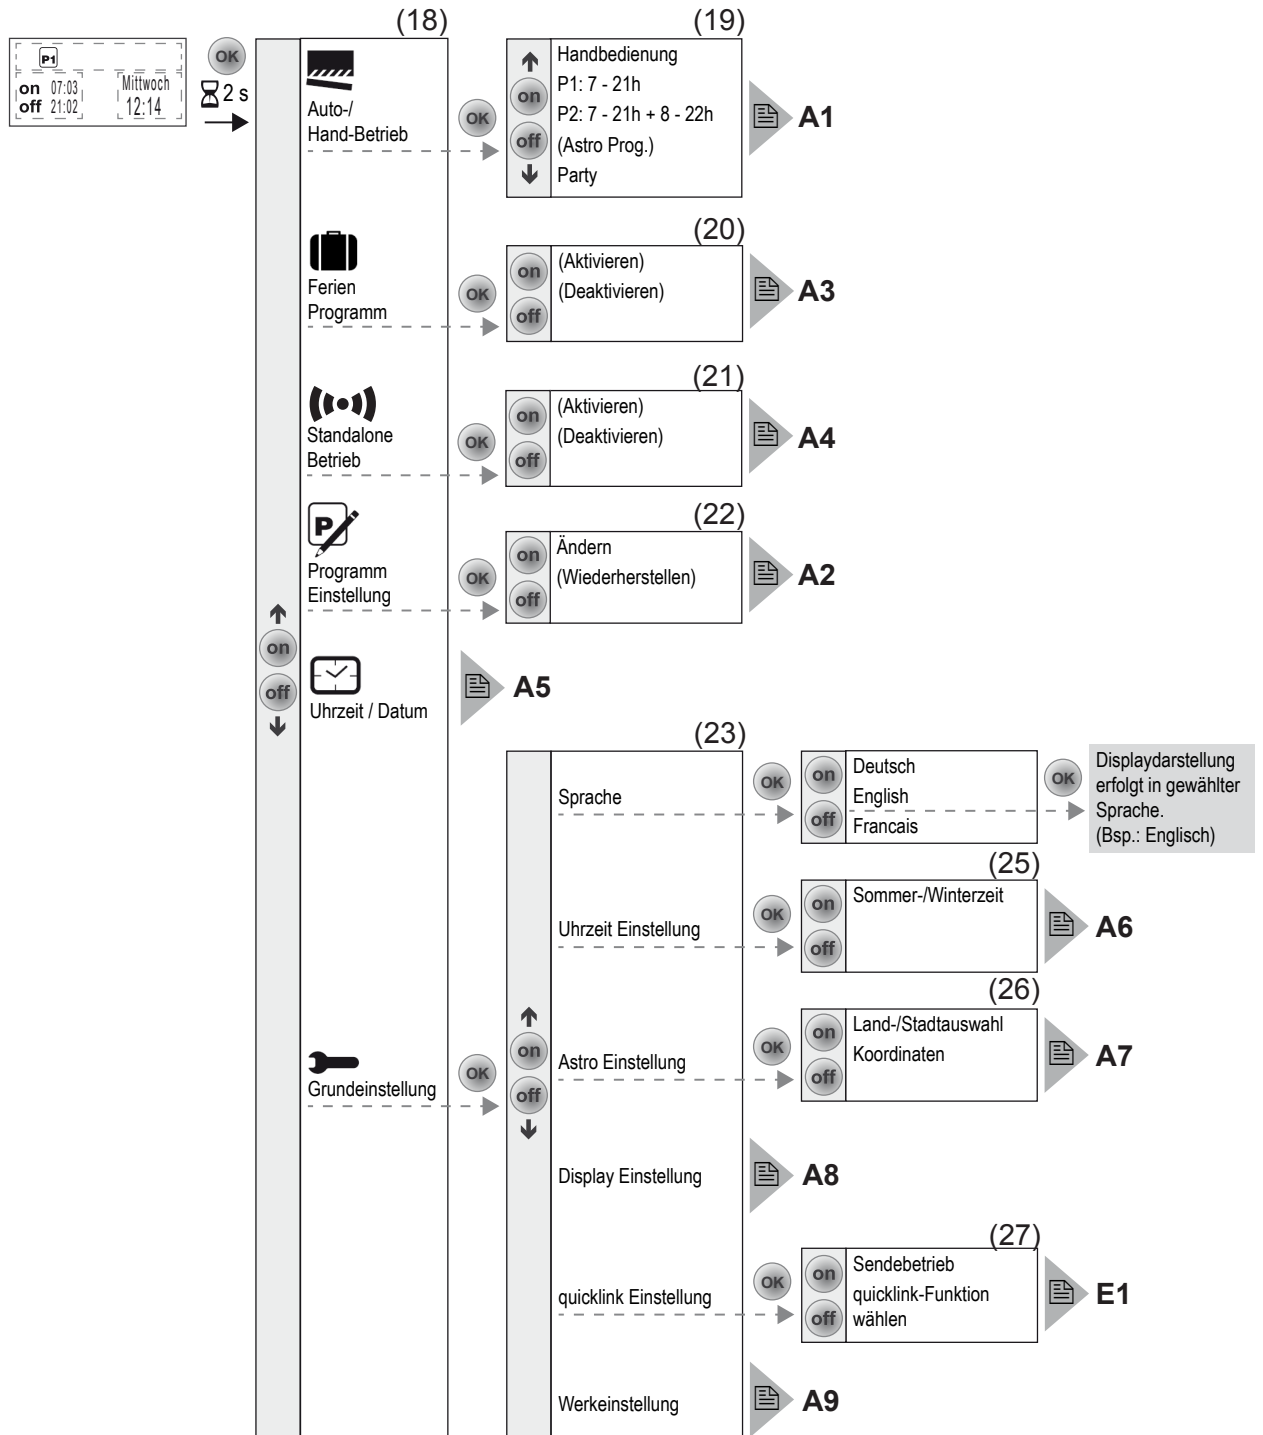 (18)
(19)
P1
on 07:03
off 21:02
Mittwoch
12:14
OK
2 s
Auto-/
Hand-Betrieb
OK
on
off
Handbedienung
P1: 7 - 21h
P2: 7 - 21h + 8 - 22h
(Astro Prog.)
Party
A1
(20)
Ferien
Programm
OK
on
off
(Aktivieren)
(Deaktivieren)
A3
(21)
Standalone
Betrieb
OK
on
off
(Aktivieren)
(Deaktivieren)
A4
(22)
P
Programm
Einstellung
OK
on
off
Ändern
(Wiederherstellen)
A2
on
off
Uhrzeit / Datum
A5
(23)
Sprache
OK
on
off
Deutsch
English
Francais
OK
Displaydarstellung
erfolgt in gewählter
Sprache.
(Bsp.: Englisch)
(25)
Uhrzeit Einstellung
OK
on
off
Sommer-/Winterzeit
A6
(26)
Grundeinstellung
OK
on
off
Astro Einstellung
OK
on
off
Land-/Stadtauswahl
Koordinaten
A7
Display Einstellung
A8
(27)
quicklink Einstellung
OK
on
off
Sendebetrieb
quicklink-Funktion
wählen
E1
Werkeinstellung
A9